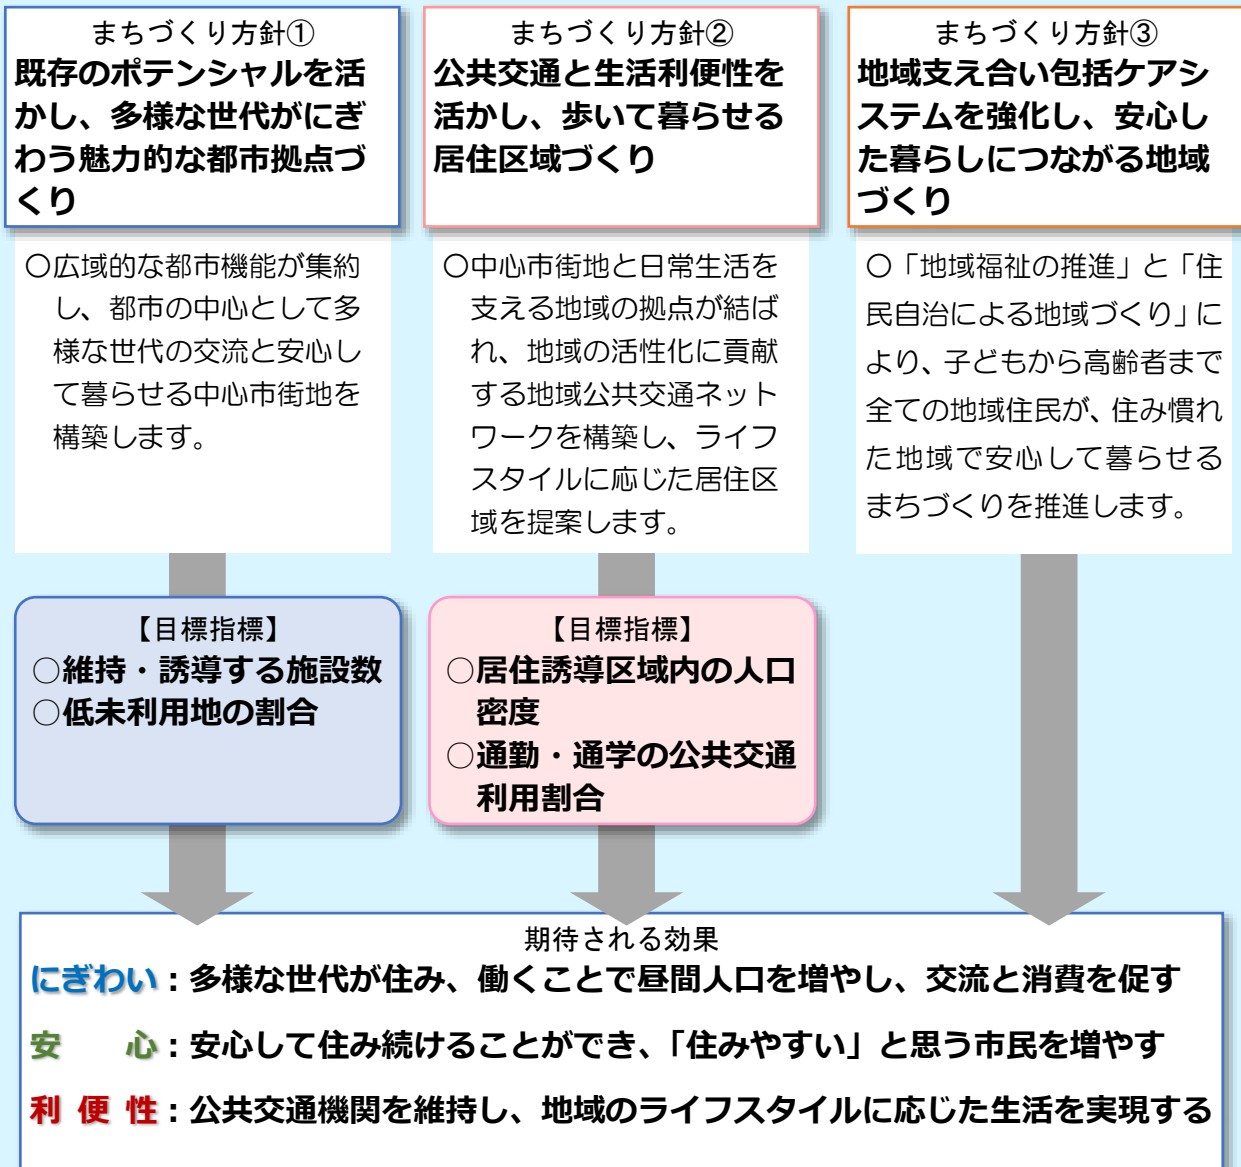 まちづくり方針①
既存のポテンシャルを活
かし、多様な世代がにぎ
わう魅力的な都市拠点づ
くり
〇広域的な都市機能が集約
し、都市の中心として多
様な世代の交流と安心し
て暮らせる中心市街地を
構築します。
【目標指標】
○維持・誘導する施設数
○低未利用地の割合
まちづくり方針②
公共交通と生活利便性を
活かし、歩いて暮らせる
居住区域づくり
〇中心市街地と日常生活を
支える地域の拠点が結ば
れ、地域の活性化に貢献
する地域公共交通ネット
ワークを構築し、ライフ
スタイルに応じた居住区
域を提案します。
【目標指標】
○居住誘導区域内の人口
密度
○通勤・通学の公共交通
利用割合
まちづくり方針③
地域支え合い包括ケアシ
ステムを強化し、安心し
た暮らしにつながる地域
づくり
〇「地域福祉の推進」と「住
民自治による地域づくり」に
より、子どもから高齢者まで
全ての地域住民が、住み慣れ
た地域で安心して暮らせる
まちづくりを推進します。
期待される効果
にぎわい：多様な世代が住み、働くことで昼間人口を増やし、交流と消費を促す
安　　心：安心して住み続けることができ、「住みやすい」と思う市民を増やす
利 便 性：公共交通機関を維持し、地域のライフスタイルに応じた生活を実現する